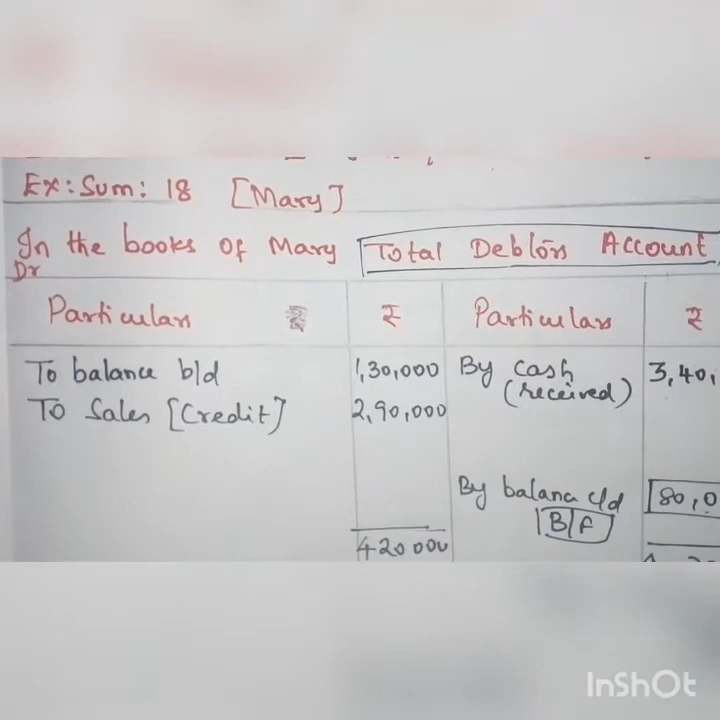 Ex: Sum: 18 [Mary]
In the books of Mary Total Debtors Account
Dr
Particulars ₹ Particulars ₹
To balance b/d 1,30,000 By cash 3,40,
(received)
To Sales [Credit] 2,90,000
By balance c/d 80,0
B/F
420000
InShOt